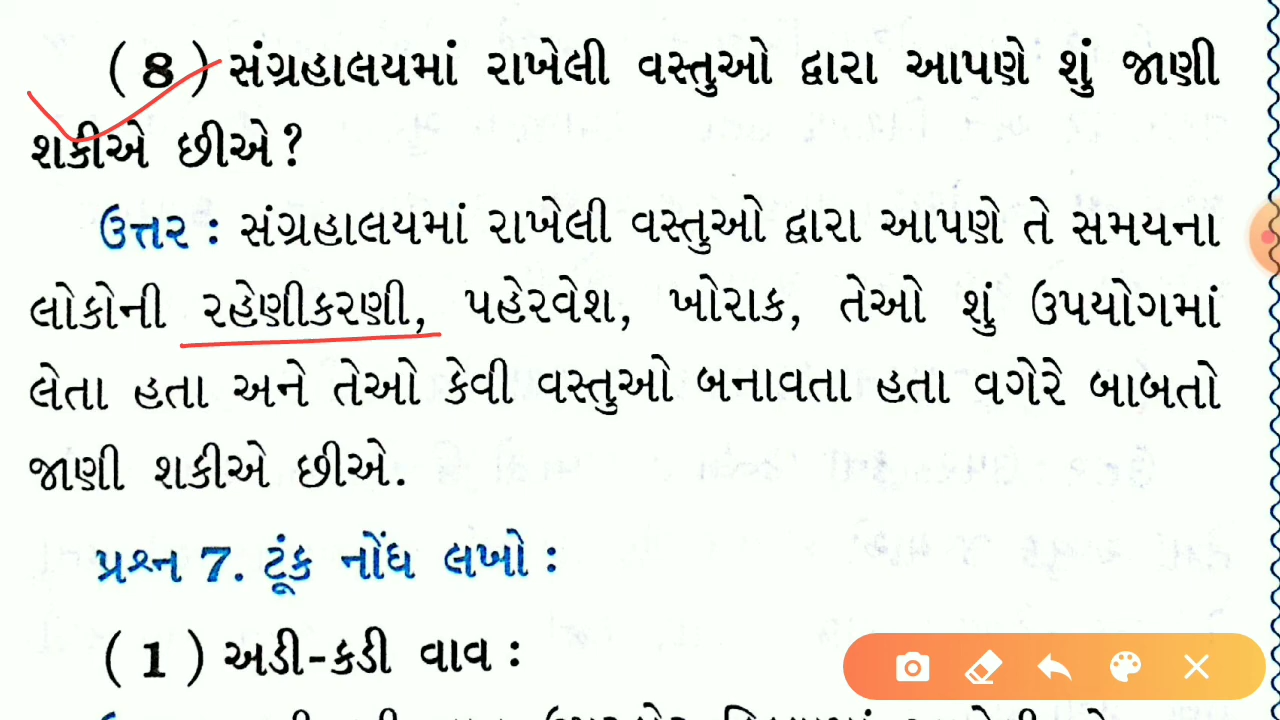 (8) સંગ્રહાલયમાં રાખેલી વસ્તુઓ દ્વારા આપણે શું જાણી
શકીએ છીએ?
ઉત્તર : સંગ્રહાલયમાં રાખેલી વસ્તુઓ દ્વારા આપણે તે સમયના
લોકોની રહેણીકરણી, પહેરવેશ, ખોરાક, તેઓ શું ઉપયોગમાં
લેતા હતા અને તેઓ કેવી વસ્તુઓ બનાવતા હતા વગેરે બાબતો
જાણી શકીએ છીએ.
પ્રશ્ન 7. ટૂંક નોંધ લખો :
(1) અડી-કડી વાવ :